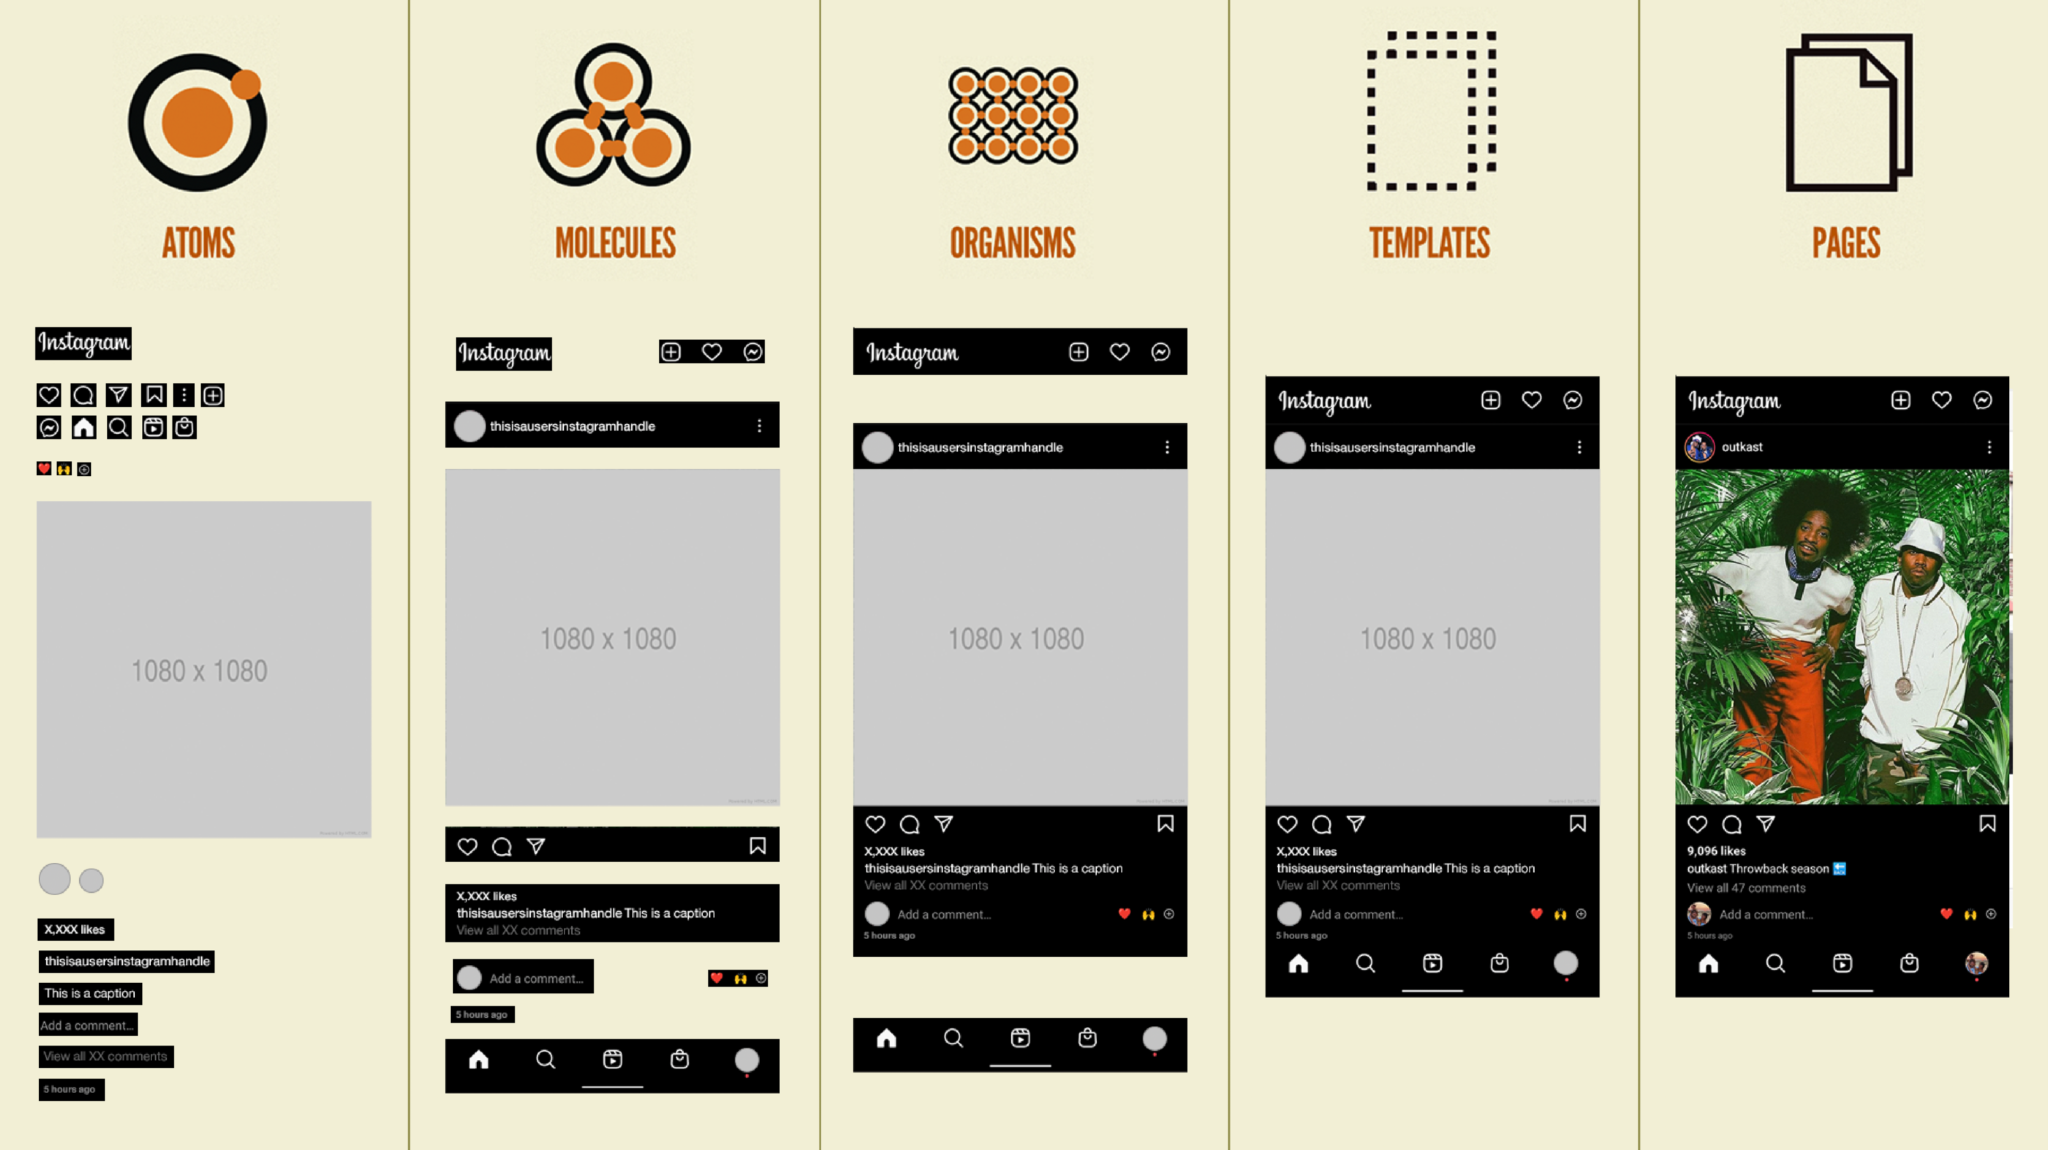 ATOMS
Instagram
1080 x 1080
X,XXX likes
thisisausersinstagramhandle
This is a caption
Add a comment...
View all XX comments
5 hours ago
MOLECULES
Instagram
thisisausersinstagramhandle
1080 x 1080
X,XXX likes
thisisausersinstagramhandle This is a caption
View all XX comments
Add a comment...
5 hours ago
ORGANISMS
Instagram
thisisausersinstagramhandle
1080 x 1080
X,XXX likes
thisisausersinstagramhandle This is a caption
View all XX comments
Add a comment...
5 hours ago
TEMPLATES
Instagram
thisisausersinstagramhandle
1080 x 1080
X,XXX likes
thisisausersinstagramhandle This is a caption
View all XX comments
Add a comment...
5 hours ago
PAGES
Instagram
outkast
9,096 likes
outkast Throwback season 🔙
View all 47 comments
Add a comment...
5 hours ago